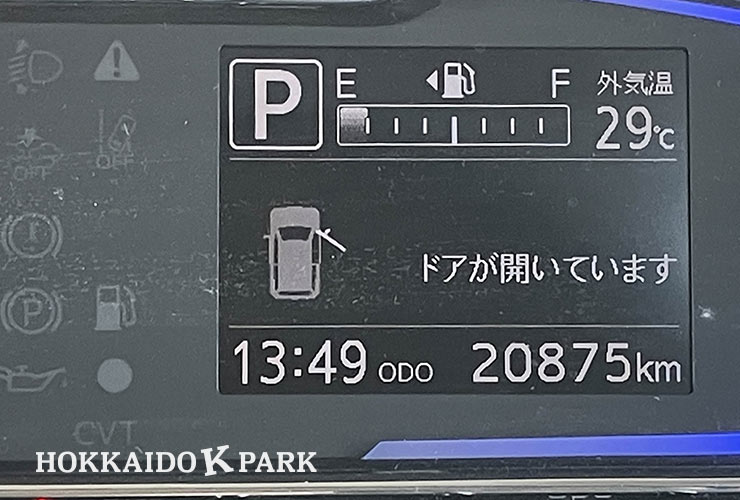 P
E F 外気温
29℃
ドアが開いています
13:49 ODO 20875km
OFF OFF
P
CVT
HOKKAIDO K PARK